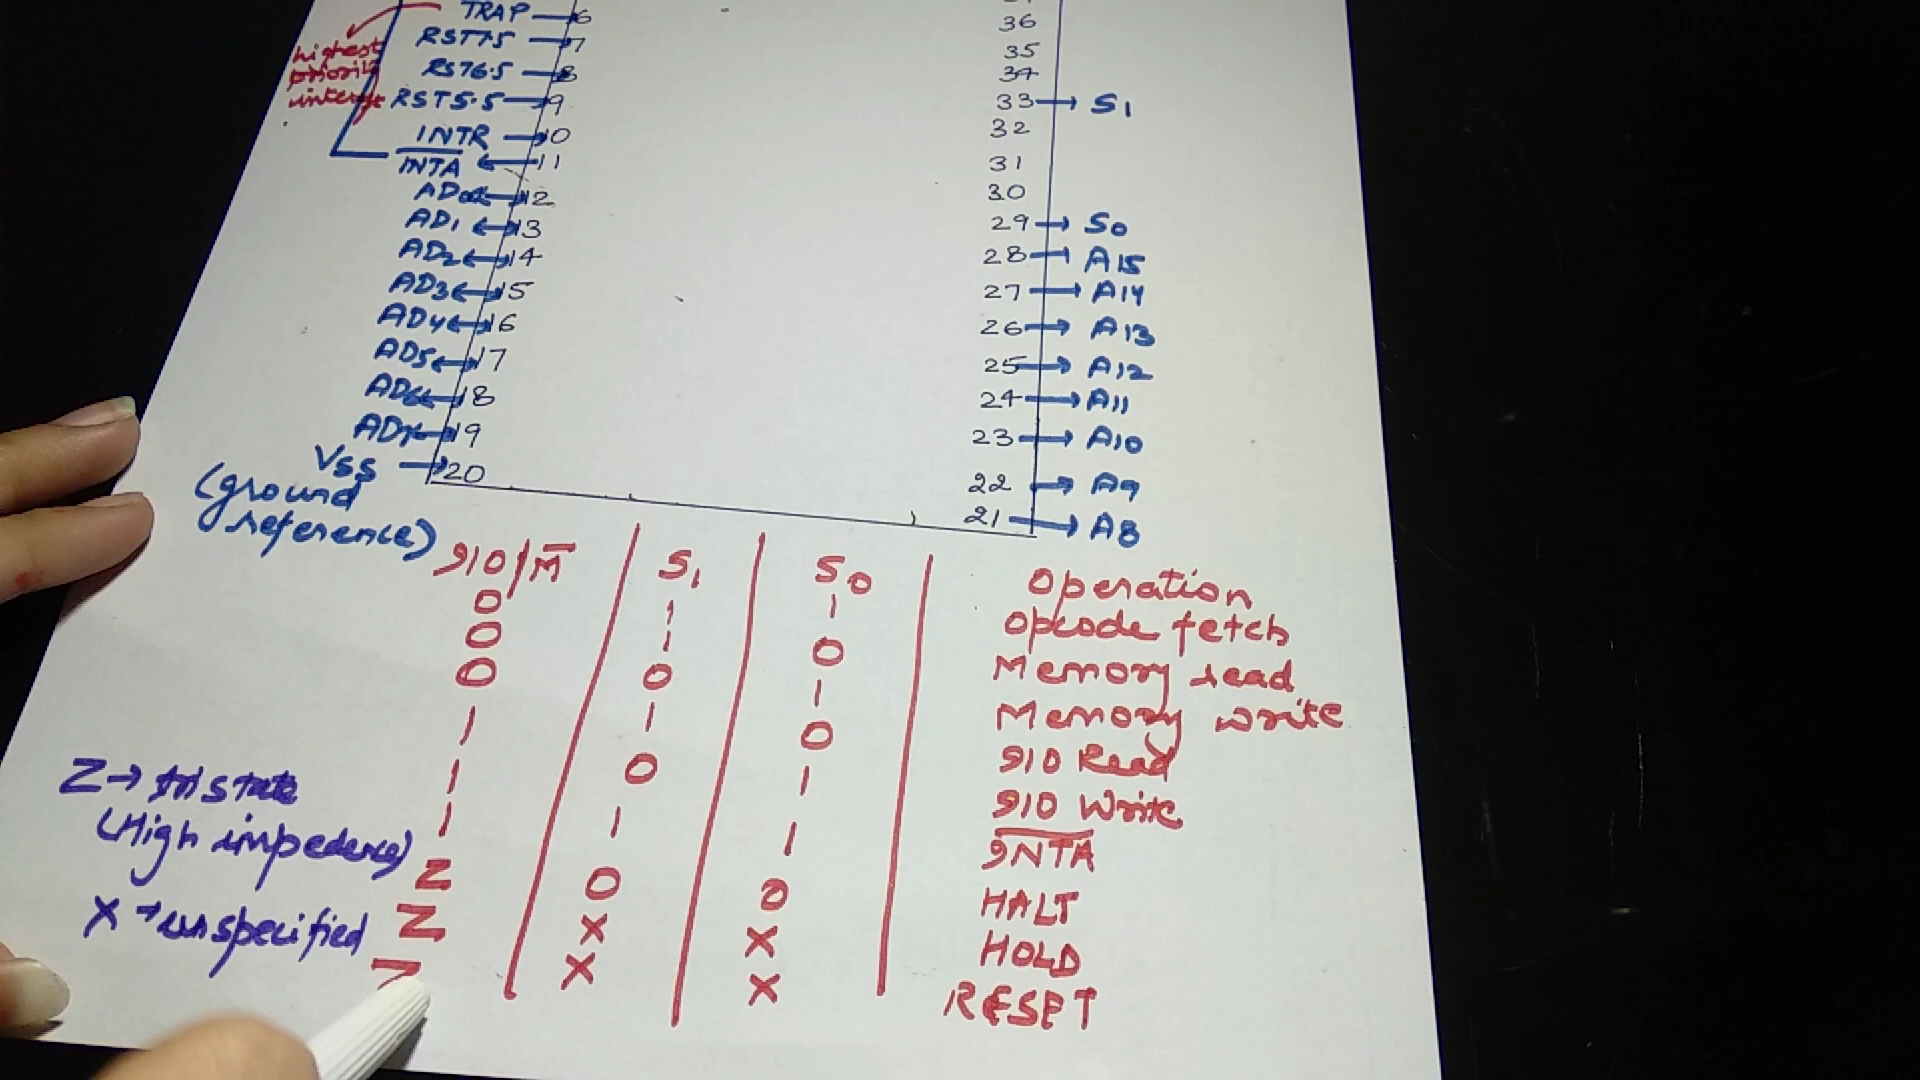 TRAP 6
RST7.5 7
RST6.5 8
RST5.5 9
INTR 10
INTA 11
highest
priority
AD0 12
AD1 13
AD2 14
AD3 15
AD4 16
AD5 17
AD6 18
AD7 19
Vss 20
(ground
reference)
36
35
34
33 S1
32
31
30
29 S0
28 A15
27 A14
26 A13
25 A12
24 A11
23 A10
22 A9
21 A8
IO/M̅ S1 S0 Operation
0 1 1 Opcode fetch
0 1 0 Memory read
0 0 1 Memory write
1 1 0 IO Read
1 0 1 IO Write
1 1 1 INTA
Z 0 0 HALT
Z X X HOLD
Z X X RESET
Z → tristate
(High impedence)
X → unspecified